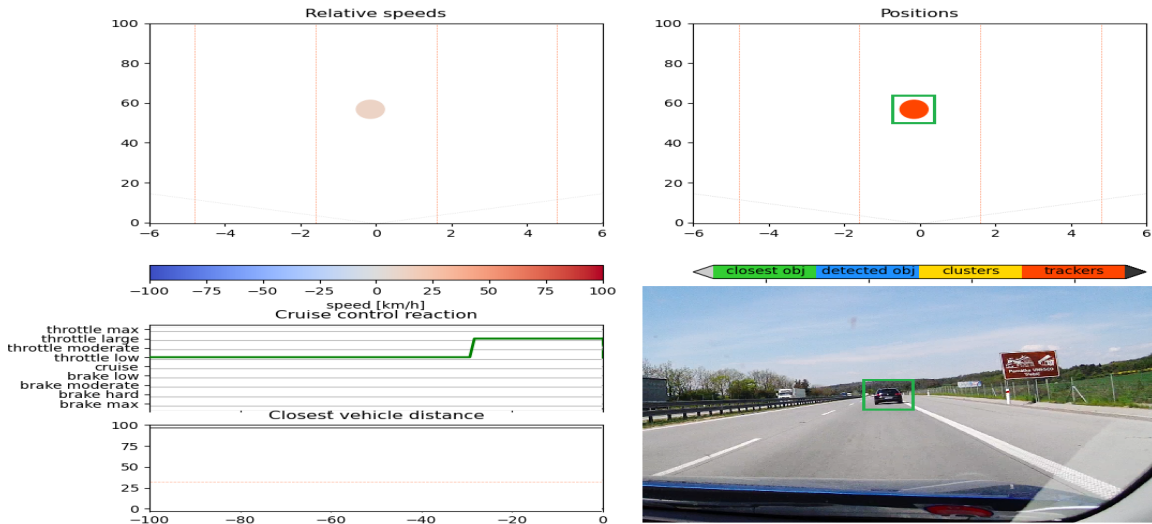 Relative speeds
100
80
60
40
20
0
−6 −4 −2 0 2 4 6
Positions
100
80
60
40
20
0
−6 −4 −2 0 2 4 6
−100 −75 −50 −25 0 25 50 75 100
speed [km/h]
closest obj detected obj clusters trackers
Cruise control reaction
throttle max
throttle large
throttle moderate
throttle low
cruise
brake low
brake moderate
brake hard
brake max
Closest vehicle distance
100
75
50
25
0
−100 −80 −60 −40 −20 0
Památka UNESCO
Třebíč